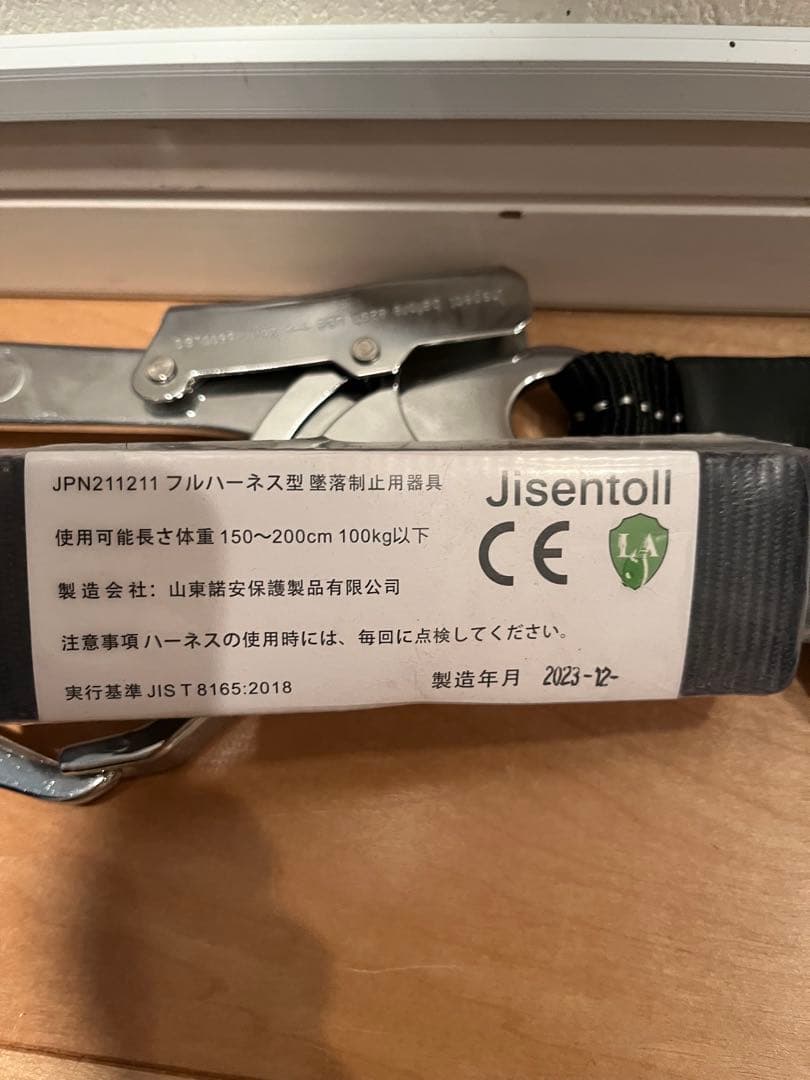 JPN211211 フルハーネス型 墜落制止用器具
Jisentoll
使用可能長さ体重 150～200cm 100kg以下
CE
LA
製造会社：山東諾安保護製品有限公司
注意事項 ハーネスの使用時には、毎回に点検してください。
実行基準 JIS T 8165:2018
製造年月 2023-12-